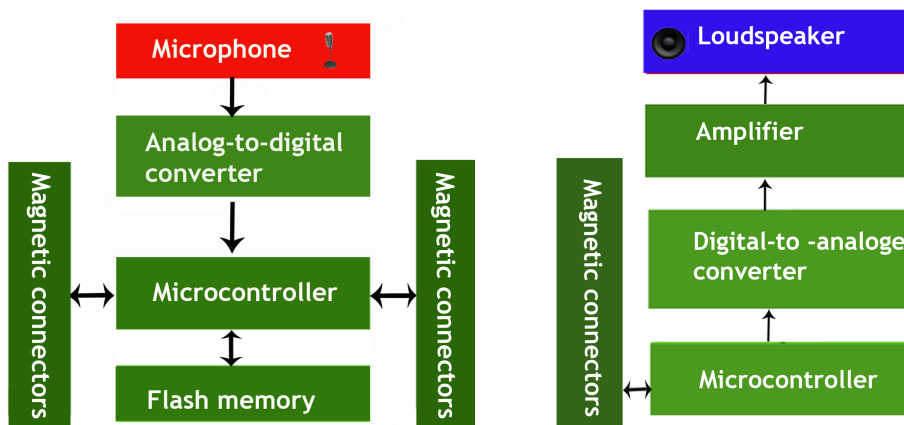 Microphone
Analog-to-digital
converter
Magnetic connectors
Microcontroller
Magnetic connectors
Flash memory
Loudspeaker
Amplifier
Magnetic connectors
Digital-to -analoge
converter
Microcontroller